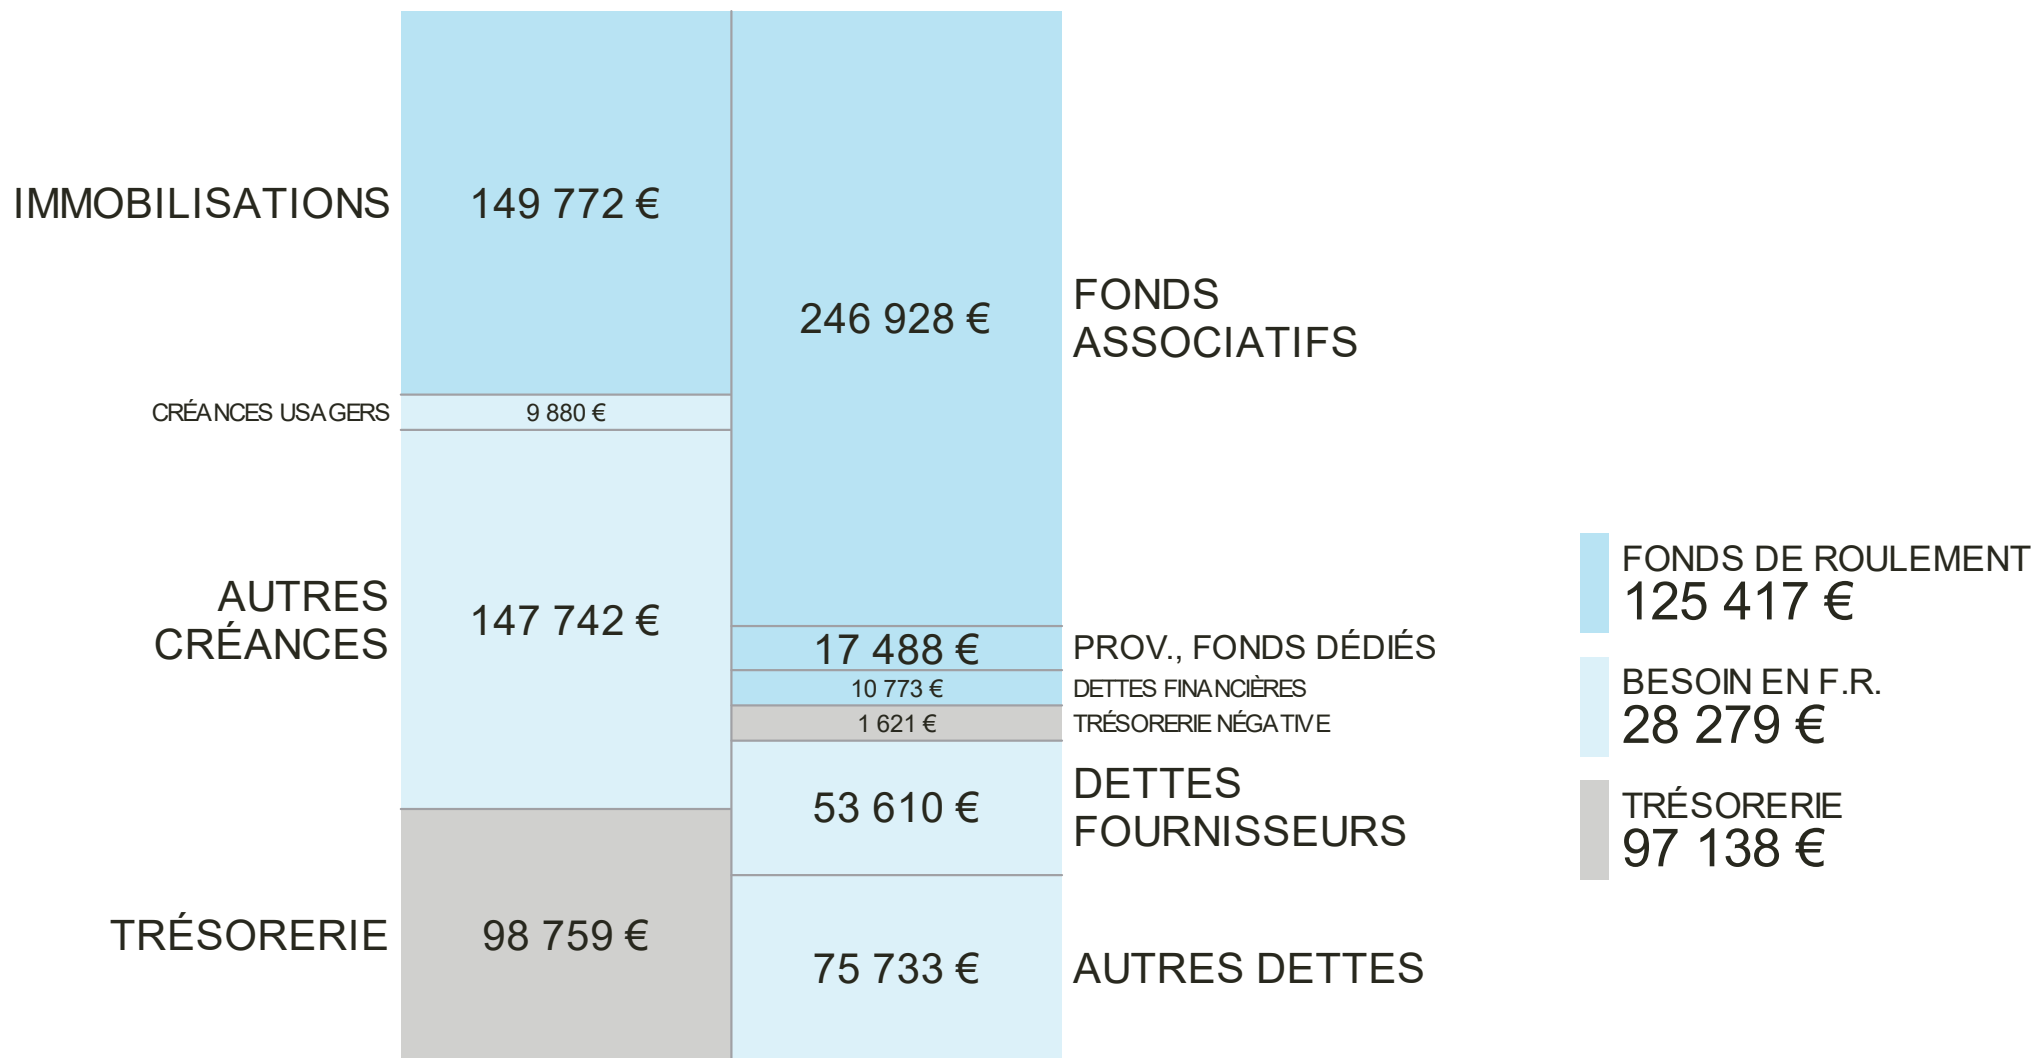 IMMOBILISATIONS
149 772 €
CRÉANCES USAGERS
9 880 €
AUTRES
CRÉANCES
147 742 €
TRÉSORERIE
98 759 €
246 928 €
FONDS
ASSOCIATIFS
17 488 €
PROV., FONDS DÉDIÉS
10 773 €
DETTES FINANCIÈRES
1 621 €
TRÉSORERIE NÉGATIVE
53 610 €
DETTES
FOURNISSEURS
75 733 €
AUTRES DETTES
FONDS DE ROULEMENT
125 417 €
BESOIN EN F.R.
28 279 €
TRÉSORERIE
97 138 €